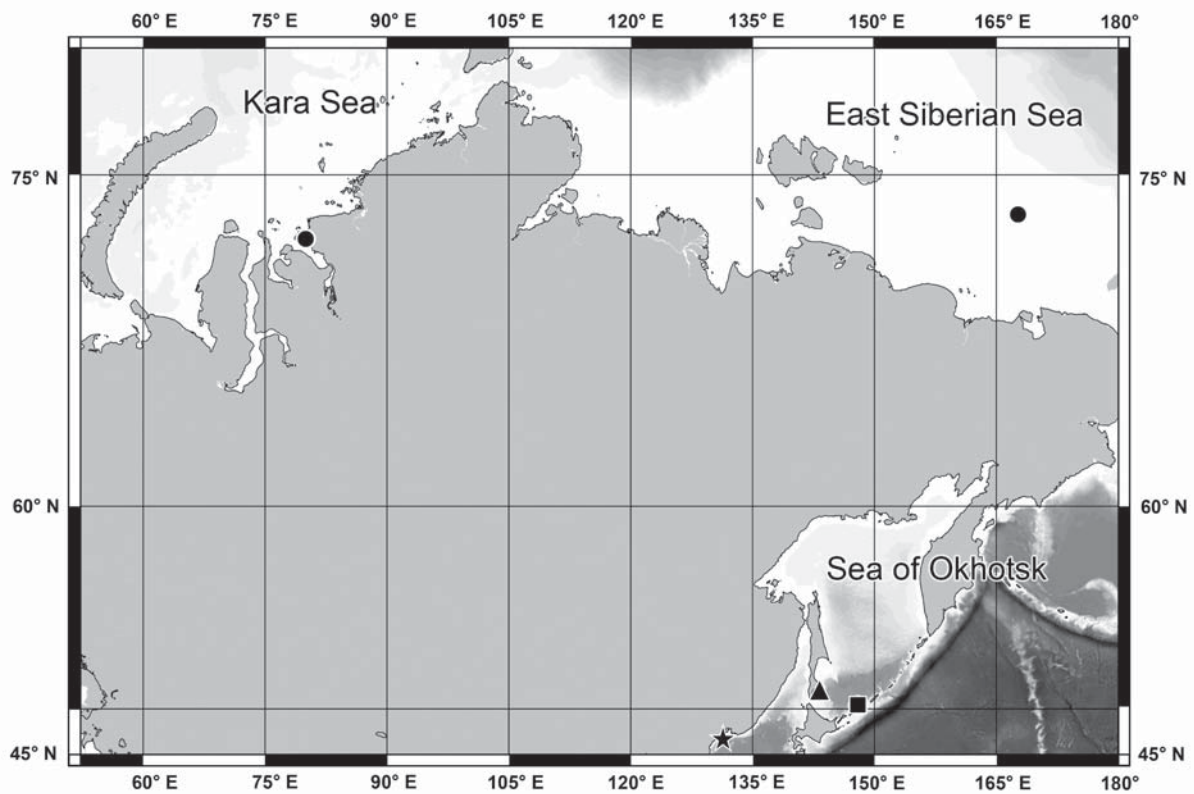 60° E 75° E 90° E 105° E 120° E 135° E 150° E 165° E 180°
Kara Sea
East Siberian Sea
75° N 75° N
60° N 60° N
Sea of Okhotsk
45° N 45° N
60° E 75° E 90° E 105° E 120° E 135° E 150° E 165° E 180°